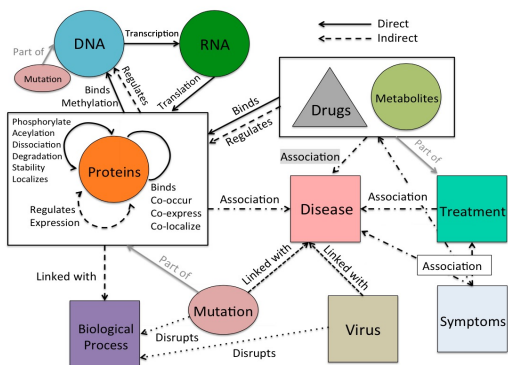 DNA
Transcription
RNA
Direct
Indirect
Part of
Mutation
Binds
Methylation
Regulates
Translation
Binds
Regulates
Drugs
Metabolites
Phosphorylate
Aceylation
Dissociation
Degradation
Stability
Localizes
Proteins
Regulates
Expression
Binds
Co-occur
Co-express
Co-localize
Association
Part of
Association
Disease
Association
Treatment
Association
Linked with
Part of
Linked with
Linked with
Biological
Process
Mutation
Disrupts
Disrupts
Virus
Symptoms